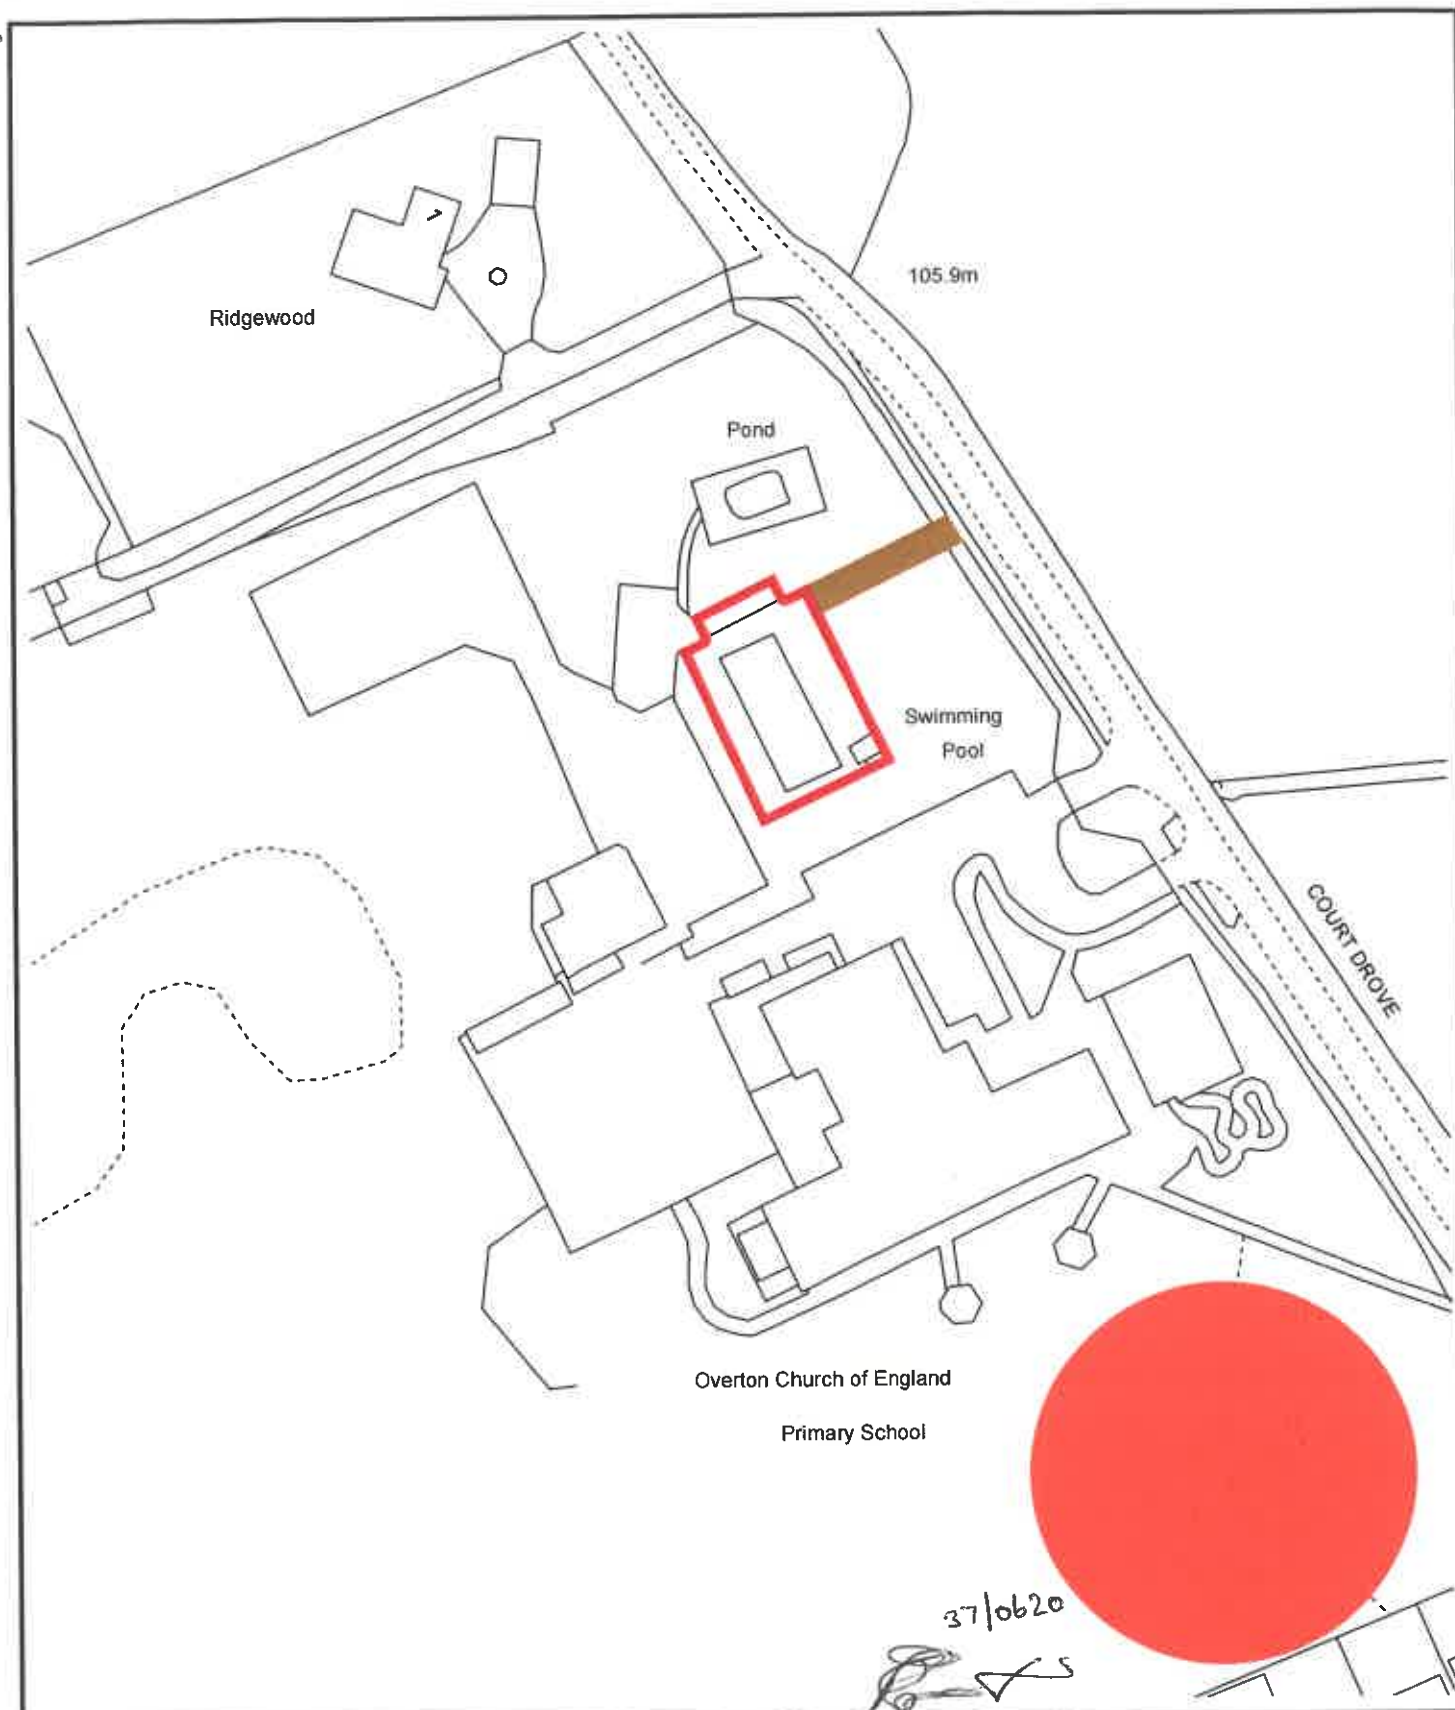 105.9m
Ridgewood
Pond
Swimming
Pool
COURT DROVE
Overton Church of England
Primary School
37/0620